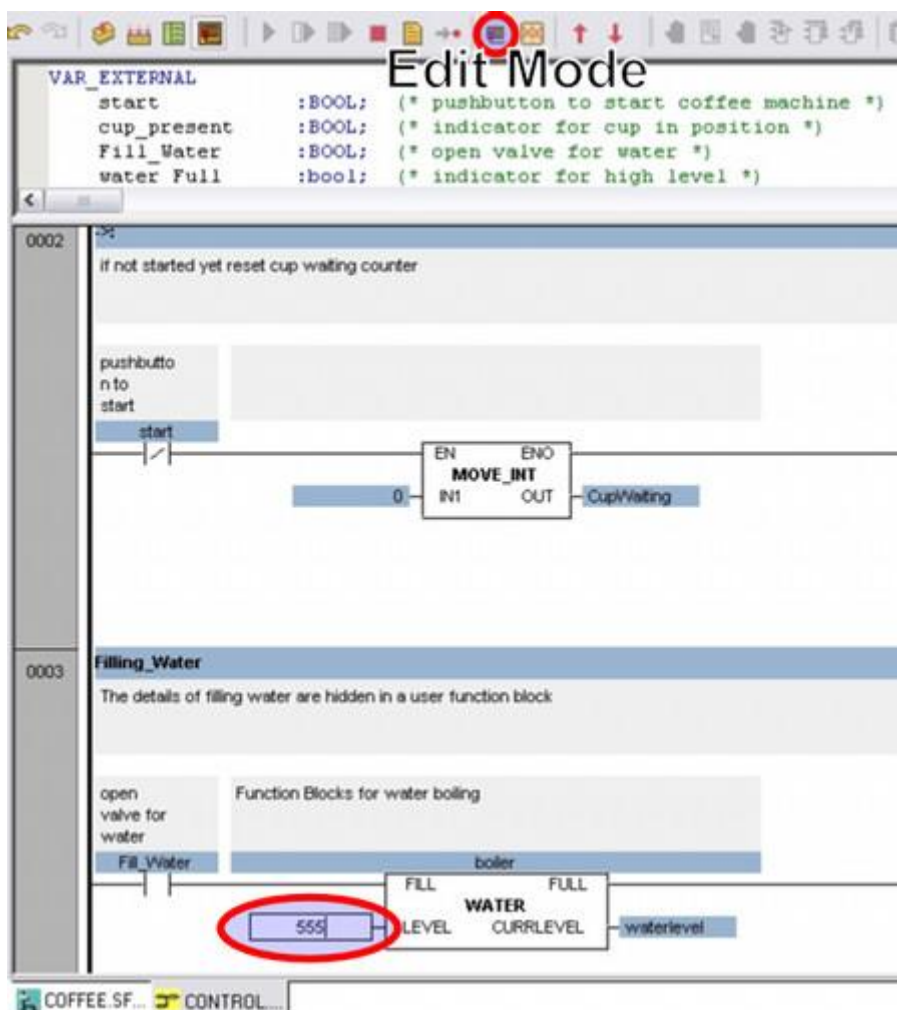 Edit Mode
VAR_EXTERNAL
start :BOOL; (* pushbutton to start coffee machine *)
cup_present :BOOL; (* indicator for cup in position *)
Fill_Water :BOOL; (* open valve for water *)
water Full :bool; (* indicator for high level *)
0002
if not started yet reset cup waiting counter
pushbutto
n to
start
start
EN ENO
MOVE_INT
0 IN1 OUT CupWaiting
0003 Filling_Water
The details of filling water are hidden in a user function block
open
valve for
water
Function Blocks for water boiling
Fill_Water boiler
FILL FULL
WATER
555 LEVEL CURRLEVEL waterlevel
COFFEE.SF... CONTROL....